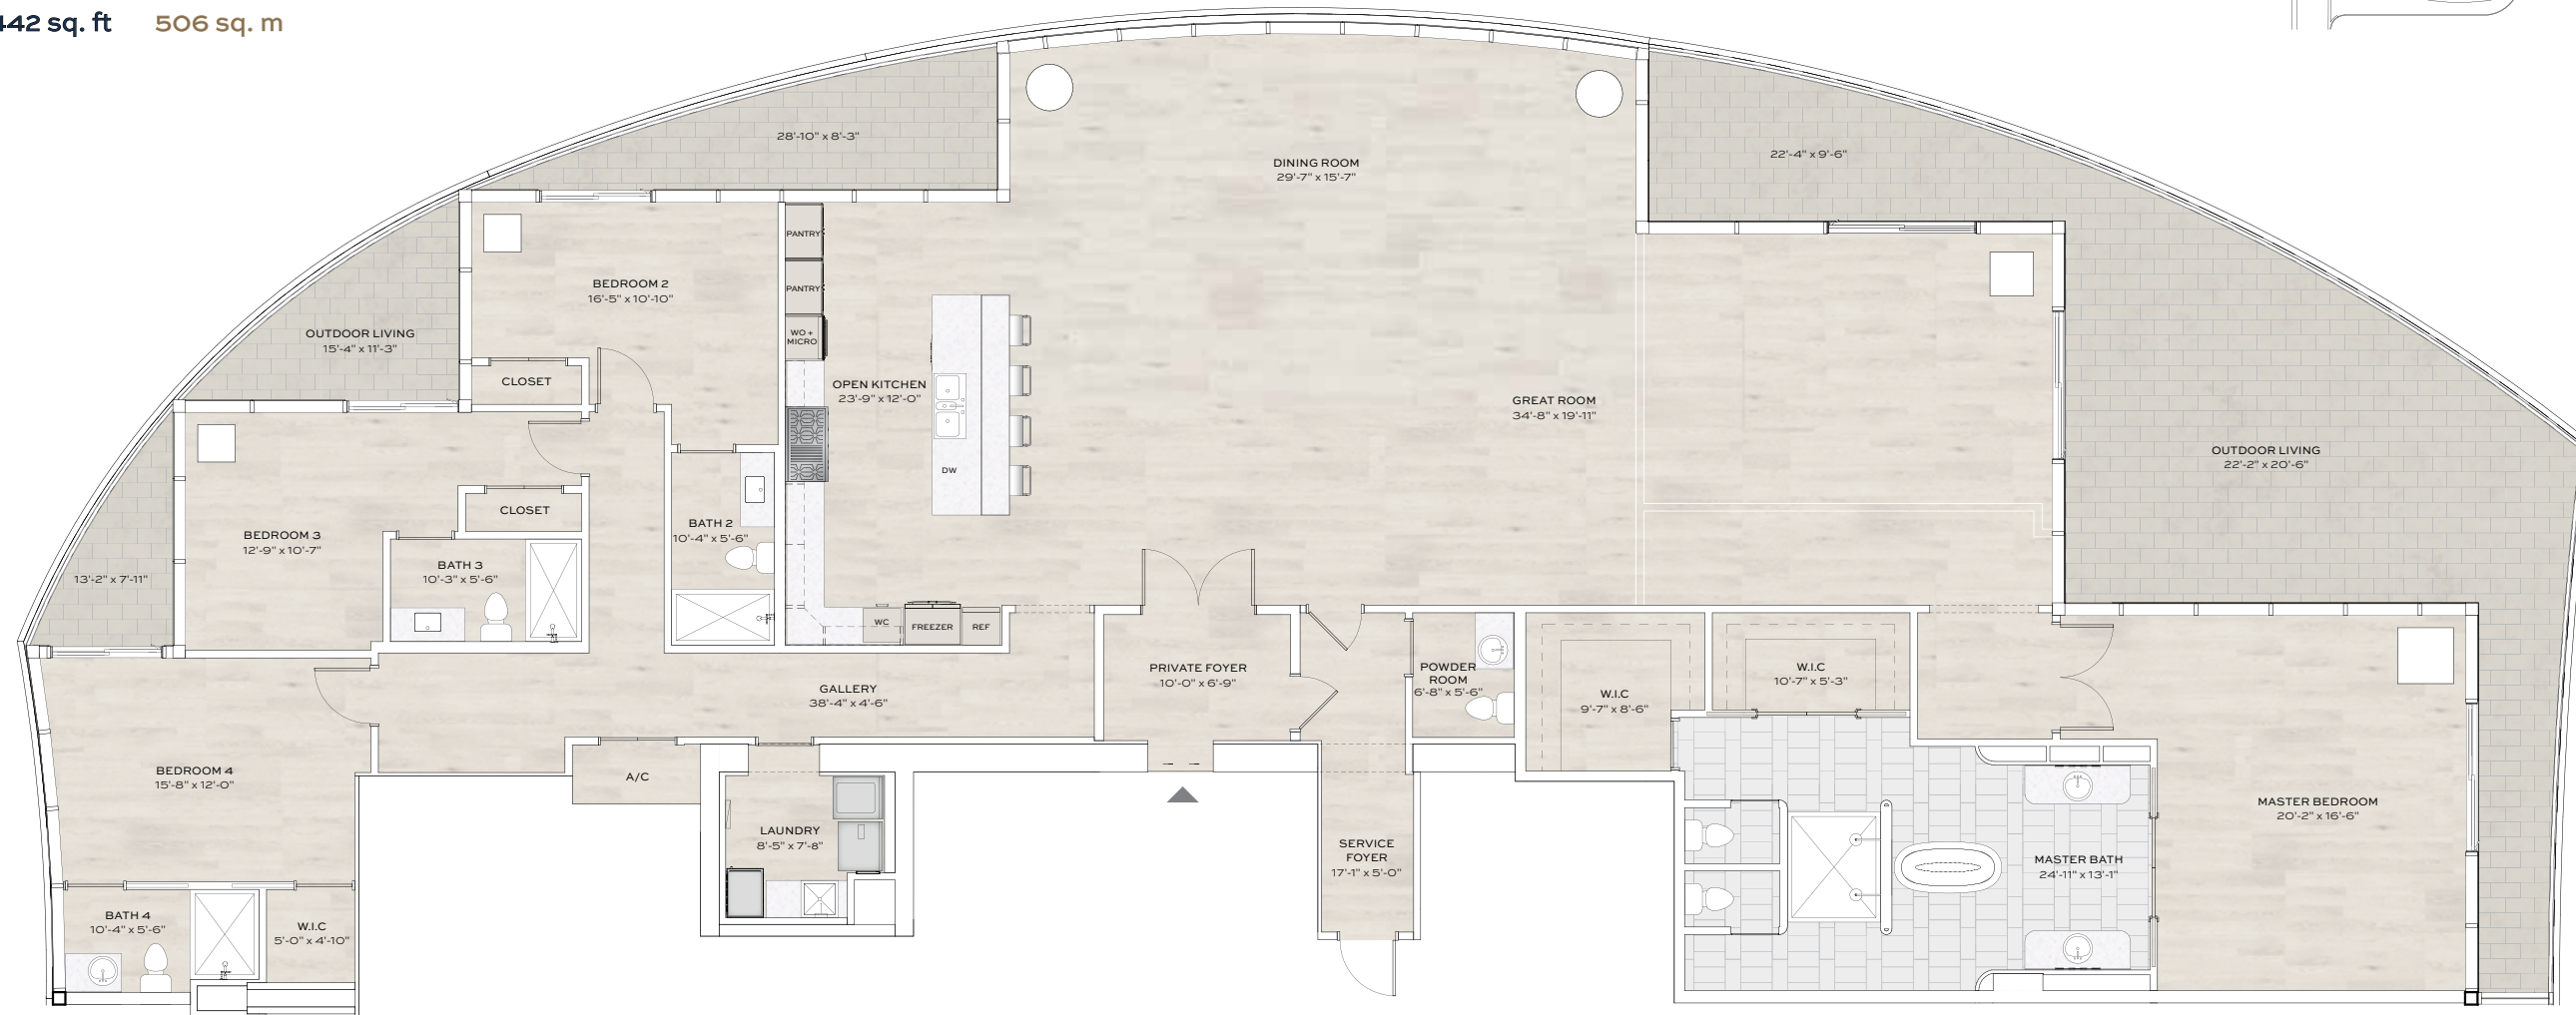 442 sq. ft 506 sq. m
28'-10" x 8'-3"
DINING ROOM
29'-7" x 15'-7"
22'-4" x 9'-6"
PANTRY
BEDROOM 2
16'-5" x 10'-10"
PANTRY
OUTDOOR LIVING
15'-4" x 11'-3"
WO +
MICRO
CLOSET
OPEN KITCHEN
23'-9" x 12'-0"
GREAT ROOM
34'-8" x 19'-11"
OUTDOOR LIVING
22'-2" x 20'-6"
DW
CLOSET
BEDROOM 3
12'-9" x 10'-7"
BATH 2
10'-4" x 5'-6"
BATH 3
10'-3" x 5'-6"
13'-2" x 7'-11"
WC
FREEZER
REF
GALLERY
38'-4" x 4'-6"
PRIVATE FOYER
10'-0" x 6'-9"
POWDER
ROOM
6'-8" x 5'-6"
W.I.C
9'-7" x 8'-6"
W.I.C
10'-7" x 5'-3"
BEDROOM 4
15'-8" x 12'-0"
A/C
LAUNDRY
8'-5" x 7'-8"
SERVICE
FOYER
17'-1" x 5'-0"
MASTER BATH
24'-11" x 13'-1"
MASTER BEDROOM
20'-2" x 16'-6"
BATH 4
10'-4" x 5'-6"
W.I.C
5'-0" x 4'-10"